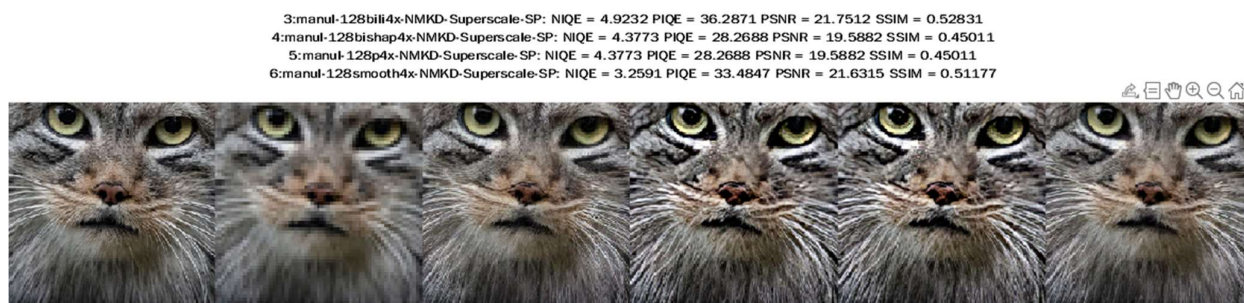 3:manul-128bili4x-NMKD-Superscale-SP: NIQE = 4.9232 PIQE = 36.2871 PSNR = 21.7512 SSIM = 0.52831
4:manul-128bishap4x-NMKD-Superscale-SP: NIQE = 4.3773 PIQE = 28.2688 PSNR = 19.5882 SSIM = 0.45011
5:manul-128p4x-NMKD-Superscale-SP: NIQE = 4.3773 PIQE = 28.2688 PSNR = 19.5882 SSIM = 0.45011
6:manul-128smooth4x-NMKD-Superscale-SP: NIQE = 3.2591 PIQE = 33.4847 PSNR = 21.6315 SSIM = 0.51177